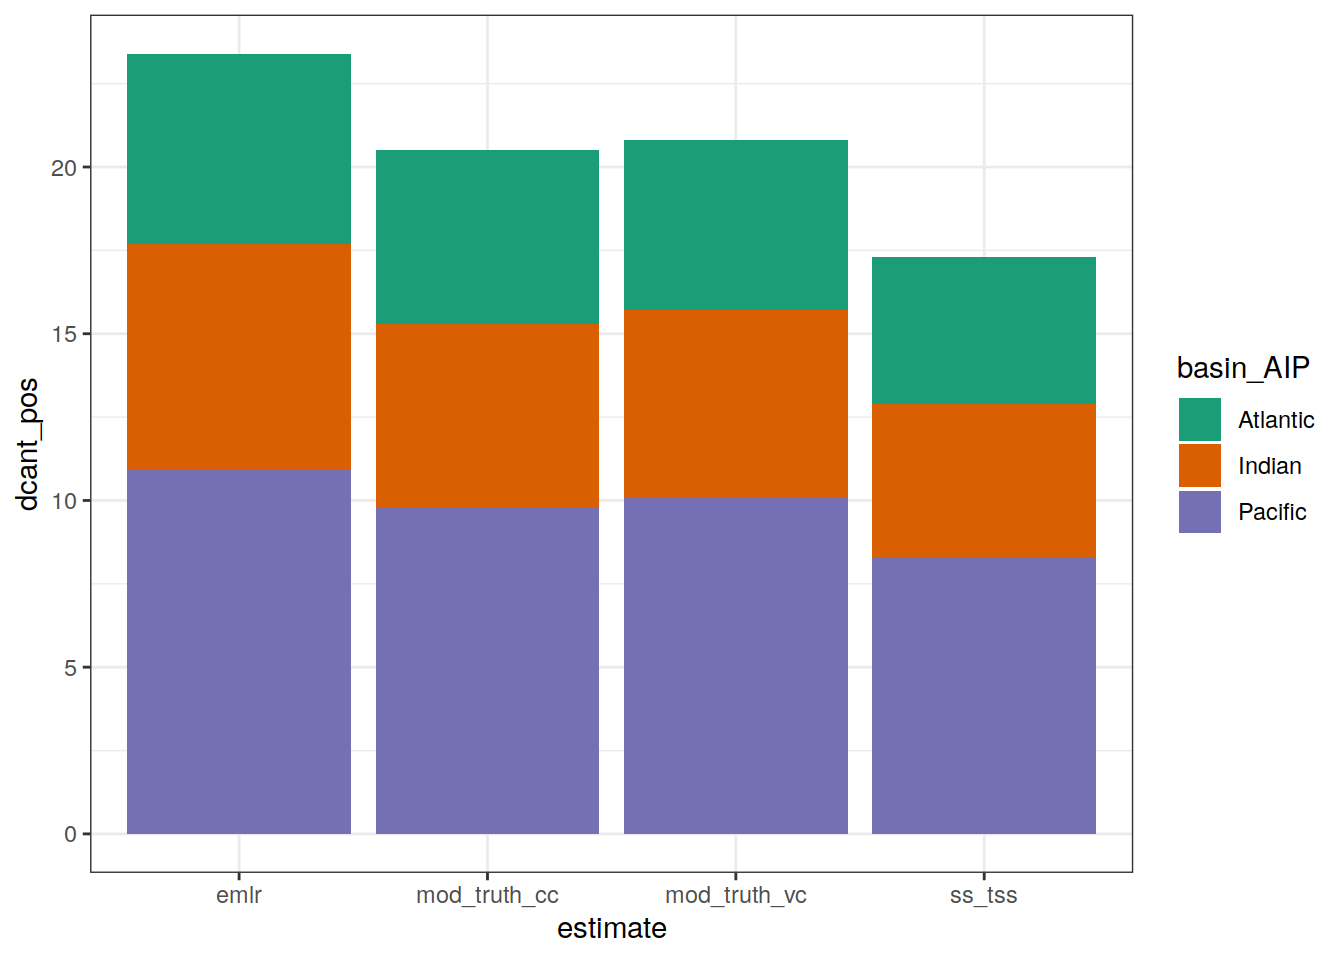 20
15
10
5
0
dcant_pos
emlr
mod_truth_cc
mod_truth_vc
ss_tss
estimate
basin_AIP
Atlantic
Indian
Pacific